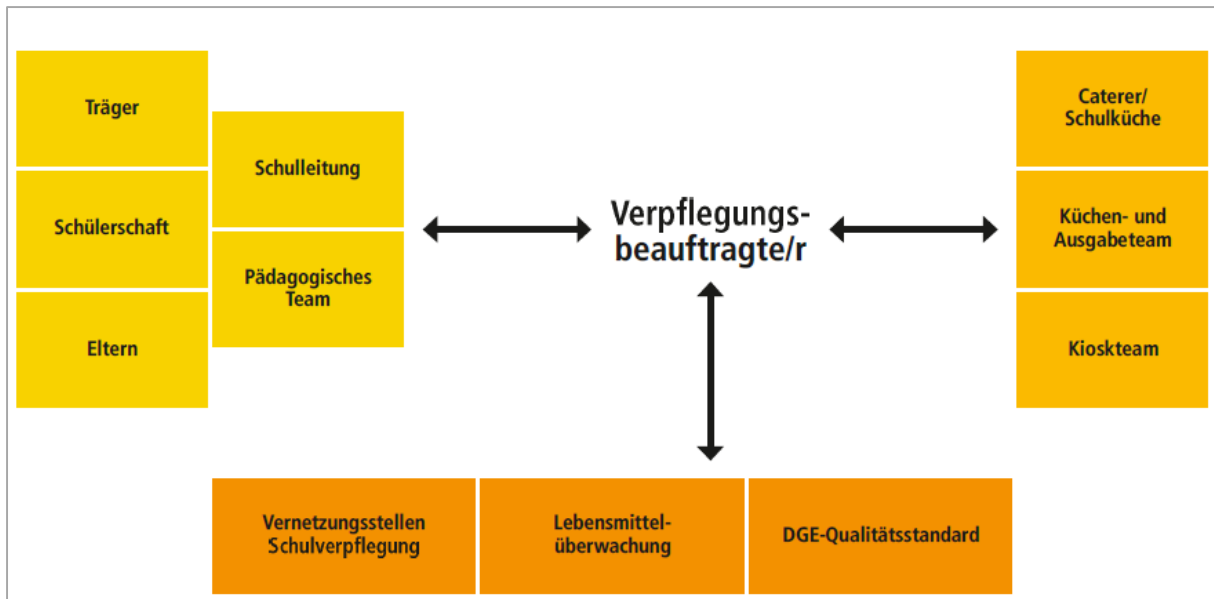 Träger
Schülerschaft
Eltern
Schulleitung
Pädagogisches
Team
Verpflegungs-
beauftragte/r
Caterer/
Schulküche
Küchen- und
Ausgabeteam
Kioskteam
Vernetzungsstellen
Schulverpflegung
Lebensmittel-
überwachung
DGE-Qualitätsstandard